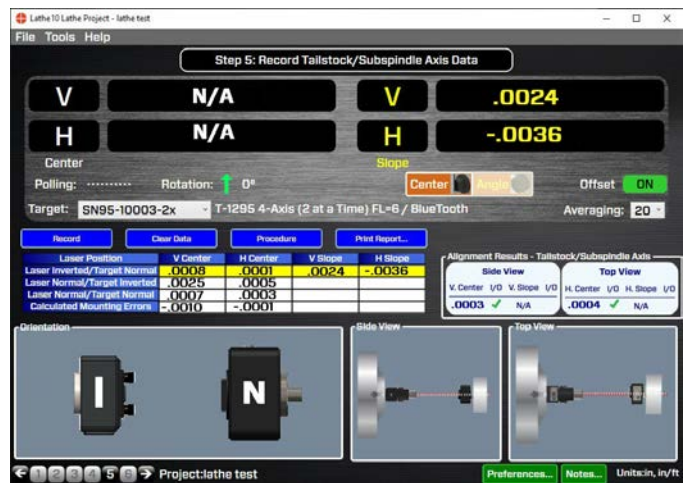 Lathe10 Lathe Project - lathe test
File Tools Help
Step 5: Record Tailstock/Subspindle Axis Data
V N/A V .0024
H N/A H -.0036
Center Slope
Polling: .......... Rotation: 0° Center Angle Offset ON
Target: SN95-10003-2x T-1295 4-Axis (2 at a Time) FL=6 / BlueTooth Averaging: 20
Record Clear Data Procedure Print Report...
Laser Position V Center H Center V Slope H Slope
Laser Inverted/Target Normal .0008 .0001 .0024 -.0036
Laser Normal/Target Inverted .0025 .0005
Laser Normal/Target Normal .0007 .0003
Calculated Mounting Errors -.0010 -.0001
Alignment Results - Tailstock/Subspindle Axis
Side View Top View
V. Center I/O V. Slope I/O H. Center I/O H. Slope I/O
.0003 ✓ N/A .0004 ✓ N/A
Orientation Side View Top View
I N
1 2 3 4 5 6 Project:lathe test Preferences... Notes... Units:in, in/ft